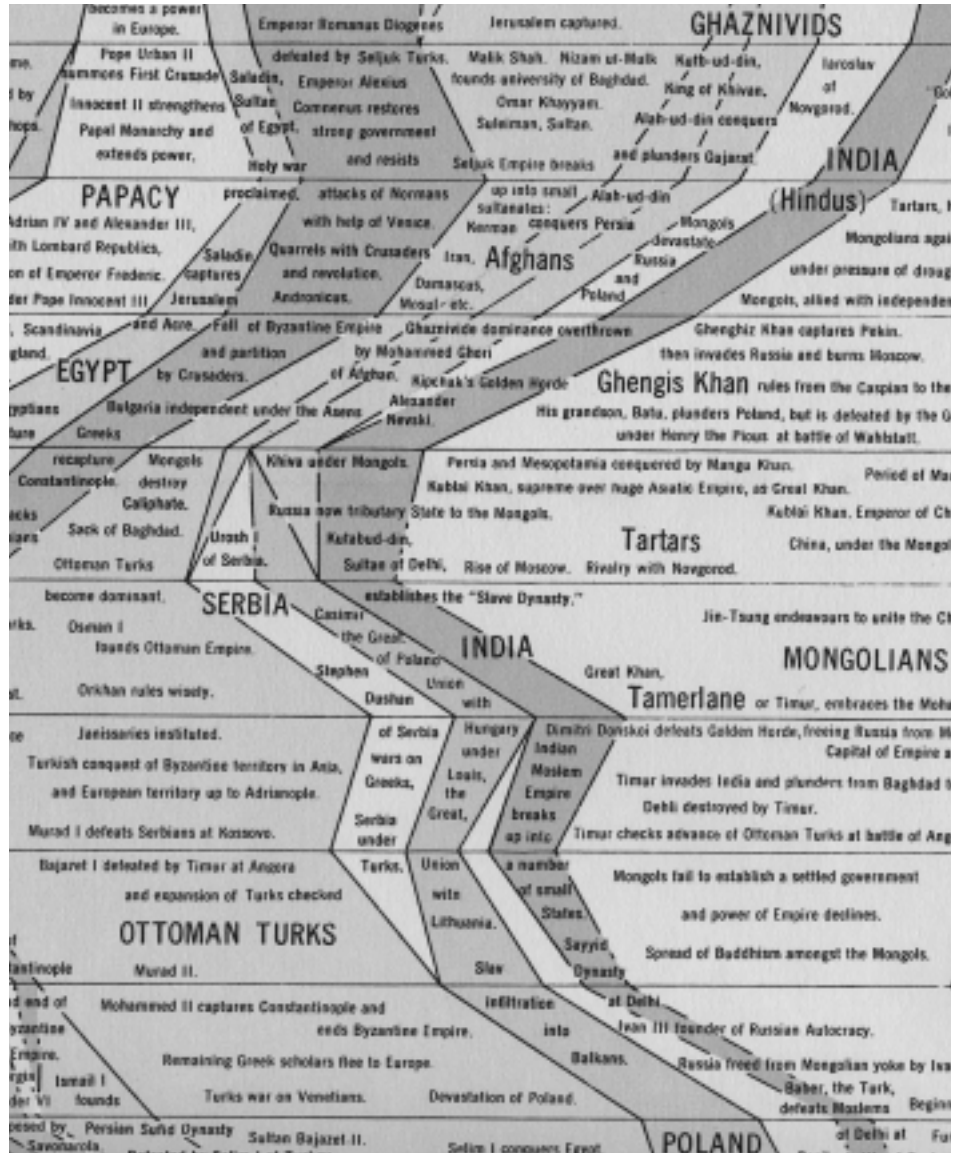 becomes a power
in Europe.
Emperor Romanus Diogenes
Jerusalem captured.
GHAZNIVIDS
Pope Urban II
summons First Crusade
Innocent II strengthens
Papal Monarchy and
extends power.
Saladin,
Sultan
of Egypt.
Holy war
proclaimed.
defeated by Seljuk Turks.
Emperor Alexius
Comnenus restores
strong government
and resists
attacks of Normans
with help of Venice.
Quarrels with Crusaders
and revolution.
Andronicus.
Malik Shah. Nizam ut-Mulk
founds university of Baghdad.
Omar Khayyam.
Suleiman, Sultan.
Seljuk Empire breaks
up into small
sultanates:
Kerman
Iran,
Damascus,
Mosul-etc.
Kutb-ud-din,
King of Khivan,
Alah-ud-din conquers
and plunders Gujarat.
Iaroslav
of
Novgorod.
INDIA
(Hindus)
PAPACY
Adrian IV and Alexander III,
Lombard Republics,
of Emperor Frederic.
Pope Innocent III
Saladin
captures
Jerusalem
and Acre.
Alah-ud-din
conquers Persia
Afghans
Mongols
devastate
Russia
and
Poland
Tartars,
Mongolians
under pressure of
Mongols, allied with
Scandinavia
EGYPT
Fall of Byzantine Empire
and partition
by Crusaders.
Ghaznivide dominance overthrown
by Mohammed Ghori
of Afghan.
Kipchak's Golden Horde
Alexander
Nevski.
Bulgaria independent under the Asens
Ghenghiz Khan captures Pekin.
then invades Russia and burns Moscow.
Ghengis Khan rules from the Caspian to the
His grandson, Batu, plunders Poland, but is defeated by the
under Henry the Pious at battle of Wahlstatt.
Greeks
recapture
Constantinople.
Mongols
destroy
Caliphate.
Sack of Baghdad.
Ottoman Turks
Khiva under Mongols.
Russia now tributary State to the Mongols.
Urosh I
of Serbia.
Kutabud-din,
Sultan of Delhi,
Persia and Mesopotamia conquered by Mangu Khan.
Kublai Khan, supreme over huge Asiatic Empire, as Great Khan.
Period of
Kublai Khan. Emperor of
Tartars
China, under the
Rise of Moscow. Rivalry with Novgorod.
become dominant.
Osman I
founds Ottoman Empire.
Orkhan rules wisely.
SERBIA
Casimir
the Great
of Poland
establishes the "Slave Dynasty."
Jin-Tsung endeavours to unite the
INDIA
Great Khan,
MONGOLIANS
Tamerlane or Timur, embraces the
Stephen
Dushan
of Serbia
wars on
Greeks,
Serbia
under
Turks.
Union
with
Hungary
under
Louis,
the
Great,
Janissaries instituted.
Turkish conquest of Byzantine territory in Asia,
and European territory up to Adrianople.
Murad I defeats Serbians at Kossovo.
Indian
Moslem
Empire
breaks
up into
a number
of small
States.
Dimitri Donskoi defeats Golden Horde, freeing Russia from
Capital of Empire
Timur invades India and plunders from Baghdad
Dehli destroyed by Timur.
Timur checks advance of Ottoman Turks at battle of
Bajazet I defeated by Timur at Angora
and expansion of Turks checked
OTTOMAN TURKS
Murad II.
Union
with
Lithuania.
Slav
infiltration
into
Balkans.
Sayyid
Dynasty
at Delhi.
Mongols fail to establish a settled government
and power of Empire declines.
Spread of Buddhism amongst the Mongols.
Mohammed II captures Constantinople and
ends Byzantine Empire.
Remaining Greek scholars flee to Europe.
Turks war on Venetians.
Devastation of Poland.
Ivan III founder of Russian Autocracy.
Russia freed from Mongolian yoke by
Baber, the Turk,
defeats Moslems
at Delhi at
end of
Empire.
Ismail I
founds
Persian Sufid Dynasty
Savonarola.
Sultan Bajazet II.
Selim I conquers Egypt.
POLAND